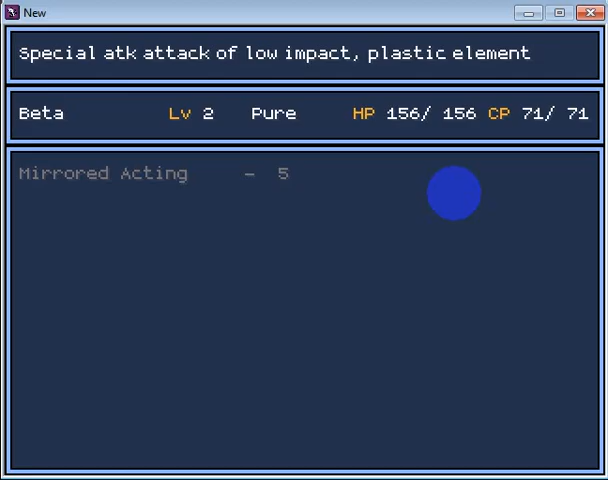 New
Special atk attack of low impact, plastic element
Beta Lv 2 Pure HP 156/ 156 CP 71/ 71
Mirrored Acting - 5